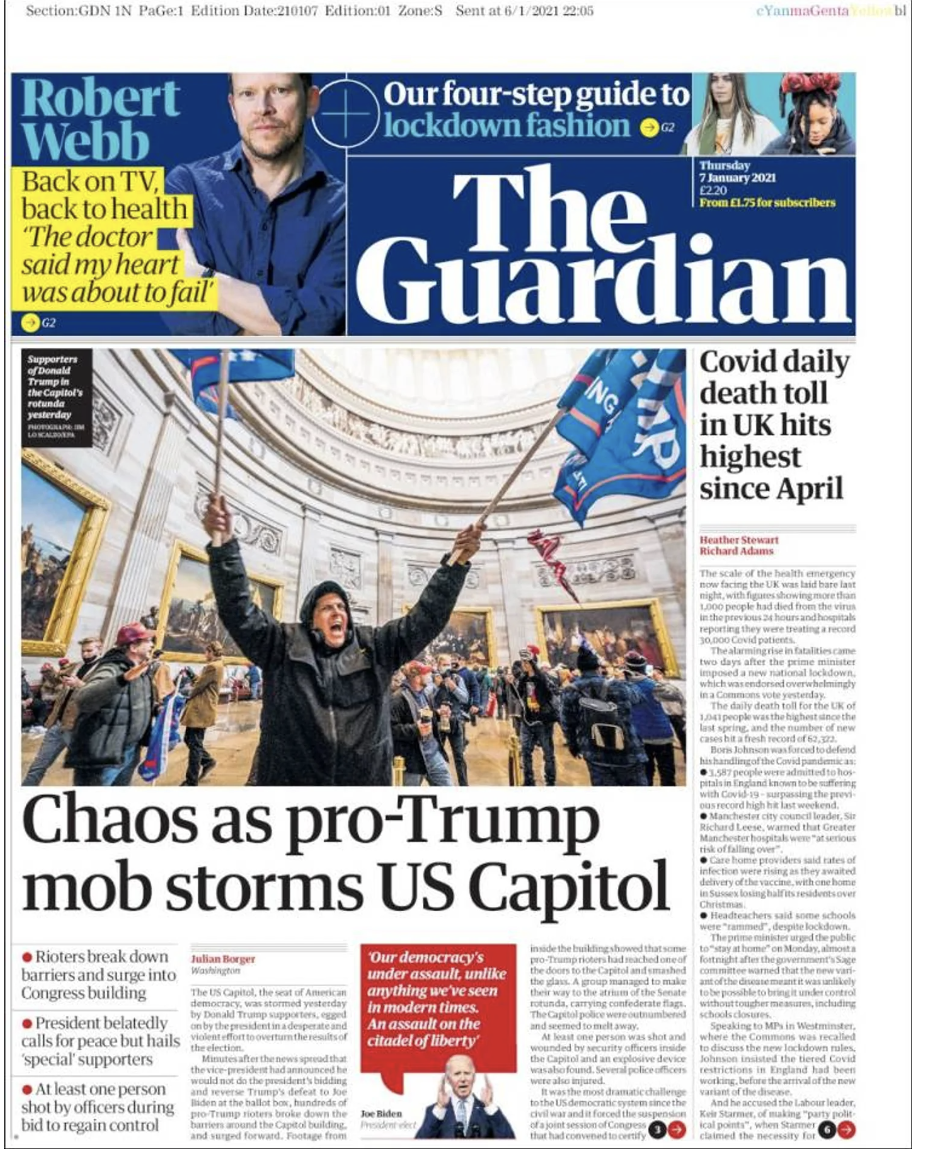 Section:GDN 1N PaGe:1 Edition Date:210107 Edition:01 Zone:S Sent at 6/1/2021 22:05
cYanmaGentaYellowbl
Robert
Webb
Back on TV,
back to health
‘The doctor
said my heart
was about to fail’
G2
Our four-step guide to
lockdown fashion
G2
Thursday
7 January 2021
£2.20
From £1.75 for subscribers
The
Guardian
Supporters
of Donald
Trump in
the Capitol's
rotunda
yesterday
PHOTOGRAPH: JIM
LO SCALZO/EPA
Chaos as pro-Trump
mob storms US Capitol
● Rioters break down
barriers and surge into
Congress building
● President belatedly
calls for peace but hails
‘special’ supporters
● At least one person
shot by officers during
bid to regain control
Julian Borger
Washington
The US Capitol, the seat of American
democracy, was stormed yesterday
by Donald Trump supporters, egged
on by the president in a desperate and
violent effort to overturn the results of
the election.
Minutes after the news spread that
the vice-president had announced he
would not do the president's bidding
and reverse Trump's defeat to Joe
Biden at the ballot box, hundreds of
pro-Trump rioters broke down the
barriers around the Capitol building,
and surged forward. Footage from
‘Our democracy's
under assault, unlike
anything we've seen
in modern times.
An assault on the
citadel of liberty’
Joe Biden
President-elect
inside the building showed that some
pro-Trump rioters had reached one of
the doors to the Capitol and smashed
the glass. A group managed to make
their way to the atrium of the Senate
rotunda, carrying confederate flags.
The Capitol police were outnumbered
and seemed to melt away.
At least one person was shot and
wounded by security officers inside
the Capitol and an explosive device
was also found. Several police officers
were also injured.
It was the most dramatic challenge
to the US democratic system since the
civil war and it forced the suspension
of a joint session of Congress
that had convened to certify
3
Covid daily
death toll
in UK hits
highest
since April
Heather Stewart
Richard Adams
The scale of the health emergency
now facing the UK was laid bare last
night, with figures showing more than
1,000 people had died from the virus
in the previous 24 hours and hospitals
reporting they were treating a record
30,000 Covid patients.
The alarming rise in fatalities came
two days after the prime minister
imposed a new national lockdown,
which was endorsed overwhelmingly
in a Commons vote yesterday.
The daily death toll for the UK of
1,041 people was the highest since the
last spring, and the number of new
cases hit a fresh record of 62,322.
Boris Johnson was forced to defend
his handling of the Covid pandemic as:
● 3,587 people were admitted to hos-
pitals in England known to be suffering
with Covid-19 - surpassing the previ-
ous record high hit last weekend.
● Manchester city council leader, Sir
Richard Leese, warned that Greater
Manchester hospitals were “at serious
risk of falling over”.
● Care home providers said rates of
infection were rising as they awaited
delivery of the vaccine, with one home
in Sussex losing half its residents over
Christmas.
● Headteachers said some schools
were “rammed”, despite lockdown.
The prime minister urged the public
to “stay at home” on Monday, almost a
fortnight after the government's Sage
committee warned that the new vari-
ant of the disease meant it was unlikely
to be possible to bring it under control
without tougher measures, including
schools closures.
Speaking to MPs in Westminster,
where the Commons was recalled
to discuss the new lockdown rules,
Johnson insisted the tiered Covid
restrictions in England had been
working, before the arrival of the new
variant of the disease.
And he accused the Labour leader,
Keir Starmer, of making “party polit-
ical points”, when Starmer
claimed the necessity for
6